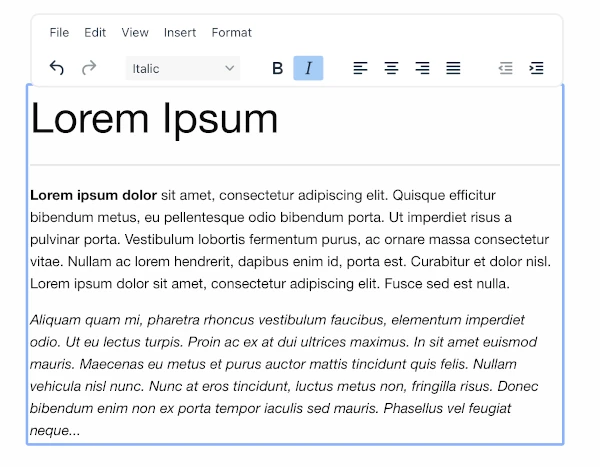 File Edit View Insert Format
Italic B I
Lorem Ipsum
Lorem ipsum dolor sit amet, consectetur adipiscing elit. Quisque efficitur
bibendum metus, eu pellentesque odio bibendum porta. Ut imperdiet risus a
pulvinar porta. Vestibulum lobortis fermentum purus, ac ornare massa consectetur
vitae. Nullam ac lorem hendrerit, dapibus enim id, porta est. Curabitur et dolor nisl.
Lorem ipsum dolor sit amet, consectetur adipiscing elit. Fusce sed est nulla.
Aliquam quam mi, pharetra rhoncus vestibulum faucibus, elementum imperdiet
odio. Ut eu lectus turpis. Proin ac ex at dui ultrices maximus. In sit amet euismod
mauris. Maecenas eu metus et purus auctor mattis tincidunt quis felis. Nullam
vehicula nisl nunc. Nunc at eros tincidunt, luctus metus non, fringilla risus. Donec
bibendum enim non ex porta tempor iaculis sed mauris. Phasellus vel feugiat
neque...